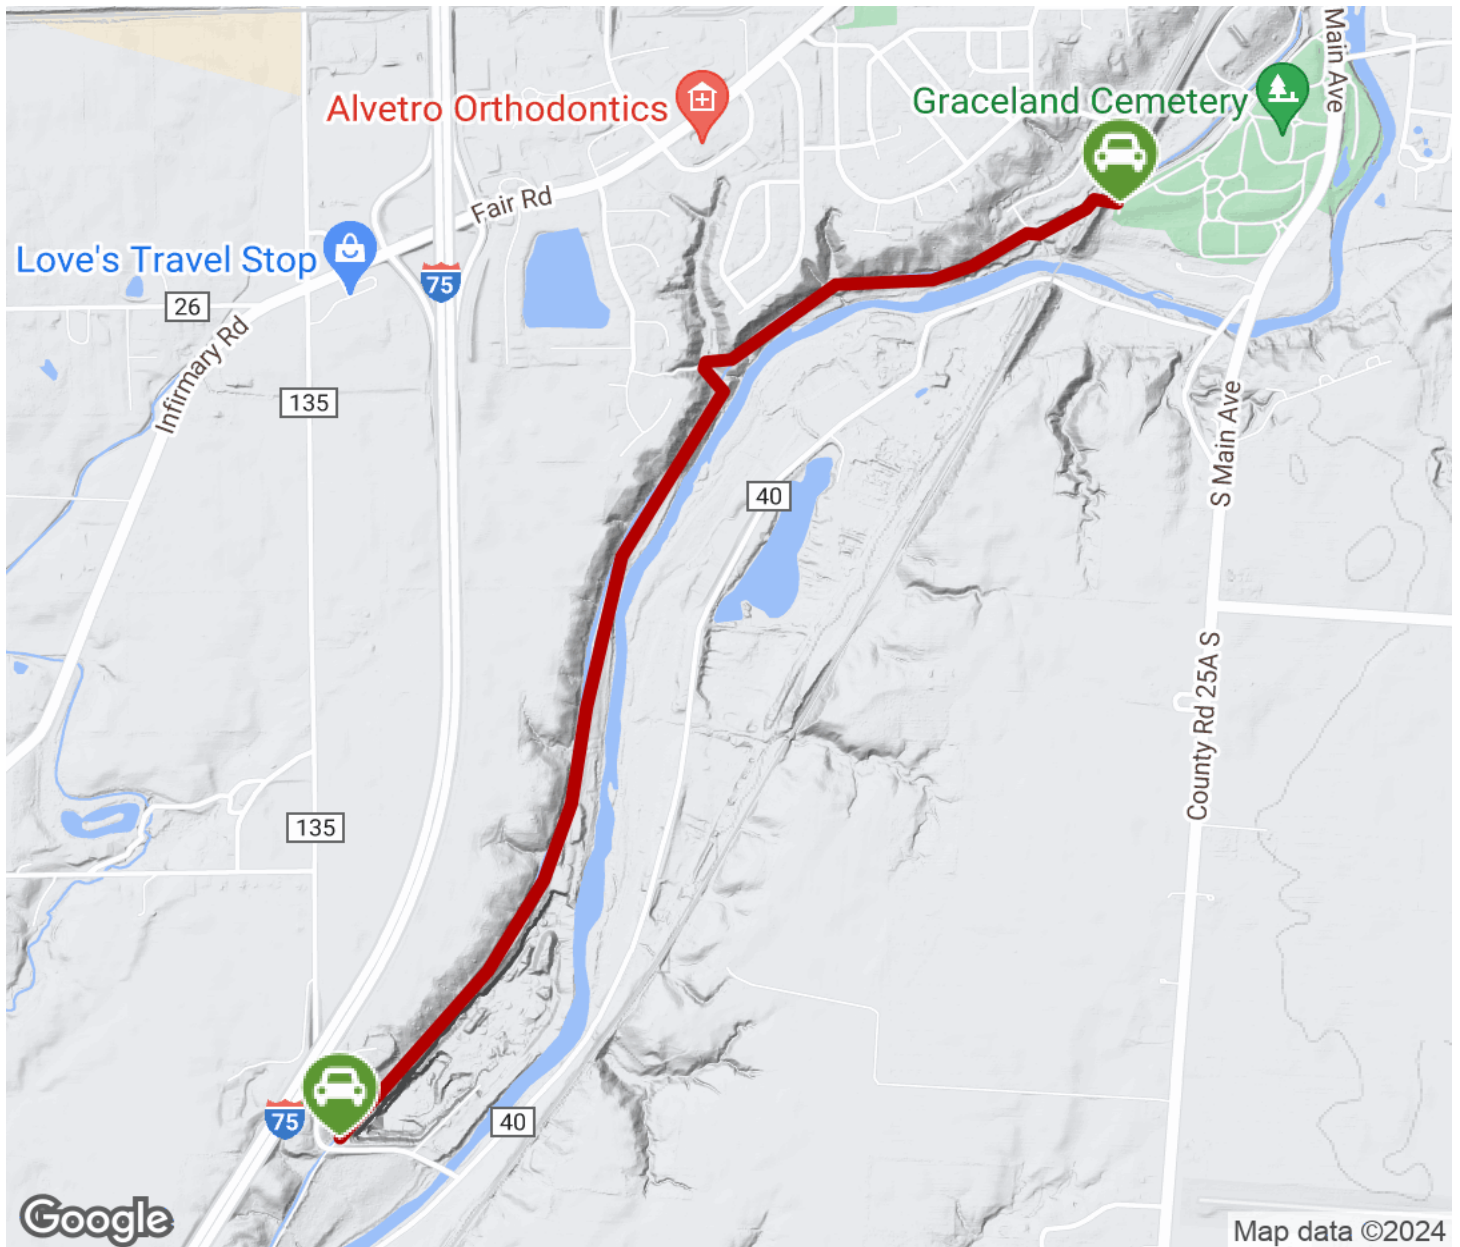 Main Ave
Alvetro Orthodontics
Graceland Cemetery
Fair Rd
Love's Travel Stop
75
26
Infirmary Rd
135
S Main Ave
40
County Rd 25A S
135
75
40
Google
Map data ©2024